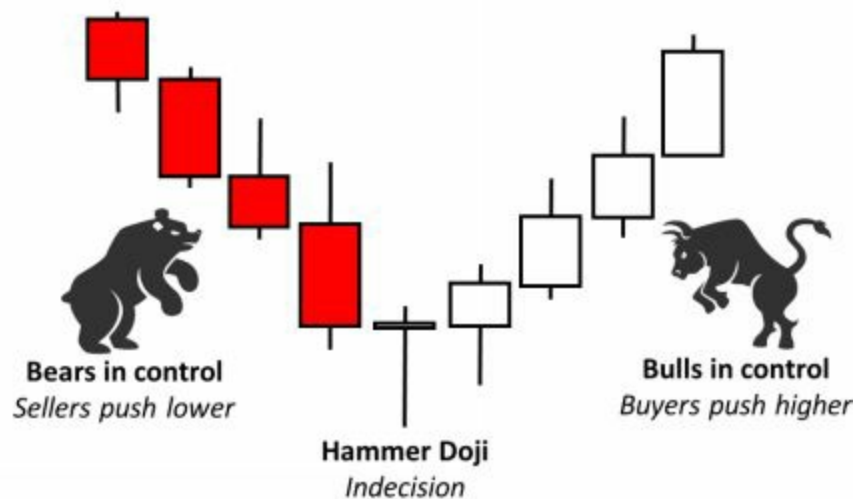 Bears in control
Sellers push lower
Bulls in control
Buyers push higher
Hammer Doji
Indecision